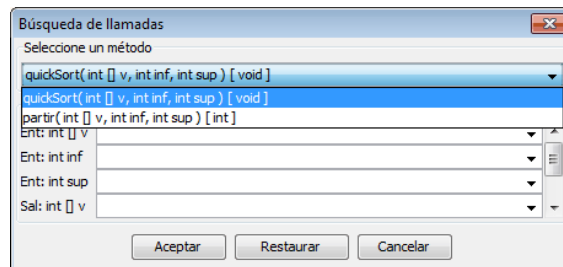 Búsqueda de llamadas
Seleccione un método
quickSort( int [] v, int inf, int sup ) [ void ]
quickSort( int [] v, int inf, int sup ) [ void ]
partir( int [] v, int inf, int sup ) [ int ]
Ent: int [] v
Ent: int inf
Ent: int sup
Sal: int [] v
Aceptar Restaurar Cancelar